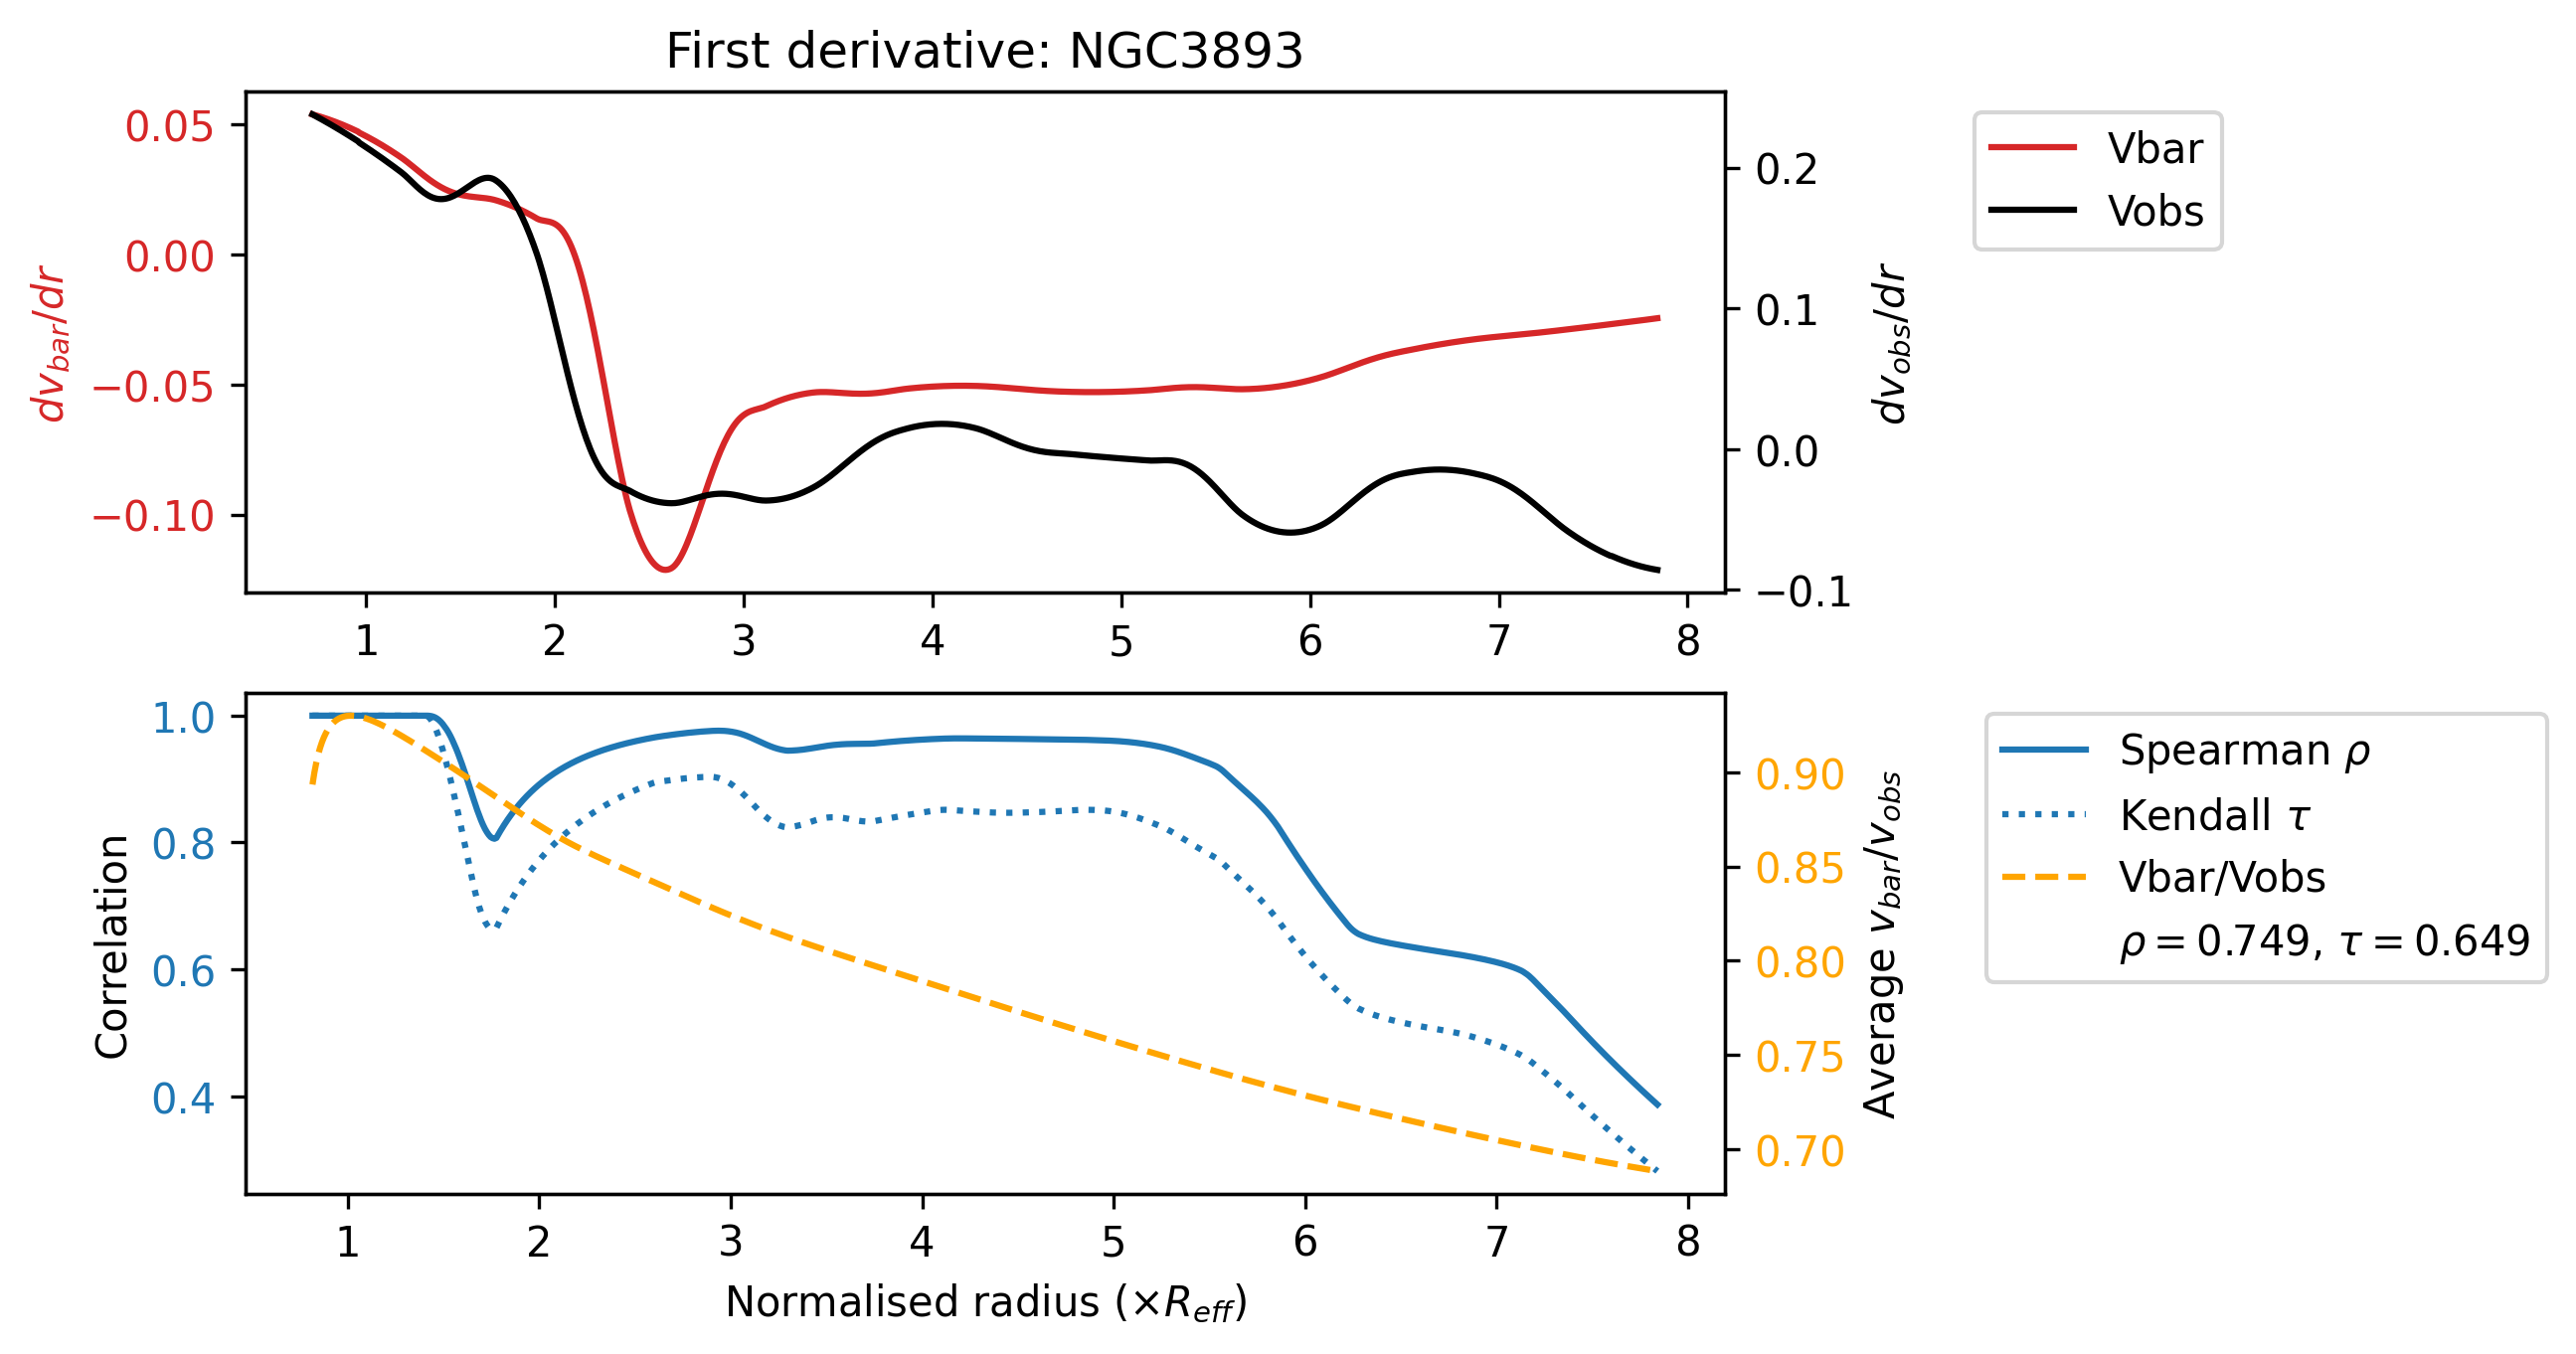 First derivative: NGC3893
0.05
0.00
−0.05
−0.10
dv_bar/dr
0.2
0.1
0.0
−0.1
dv_obs/dr
1 2 3 4 5 6 7 8
Vbar
Vobs
1.0
0.8
0.6
0.4
Correlation
0.90
0.85
0.80
0.75
0.70
Average v_bar/v_obs
1 2 3 4 5 6 7 8
Normalised radius (×R_eff)
Spearman ρ
Kendall τ
Vbar/Vobs
ρ = 0.749, τ = 0.649